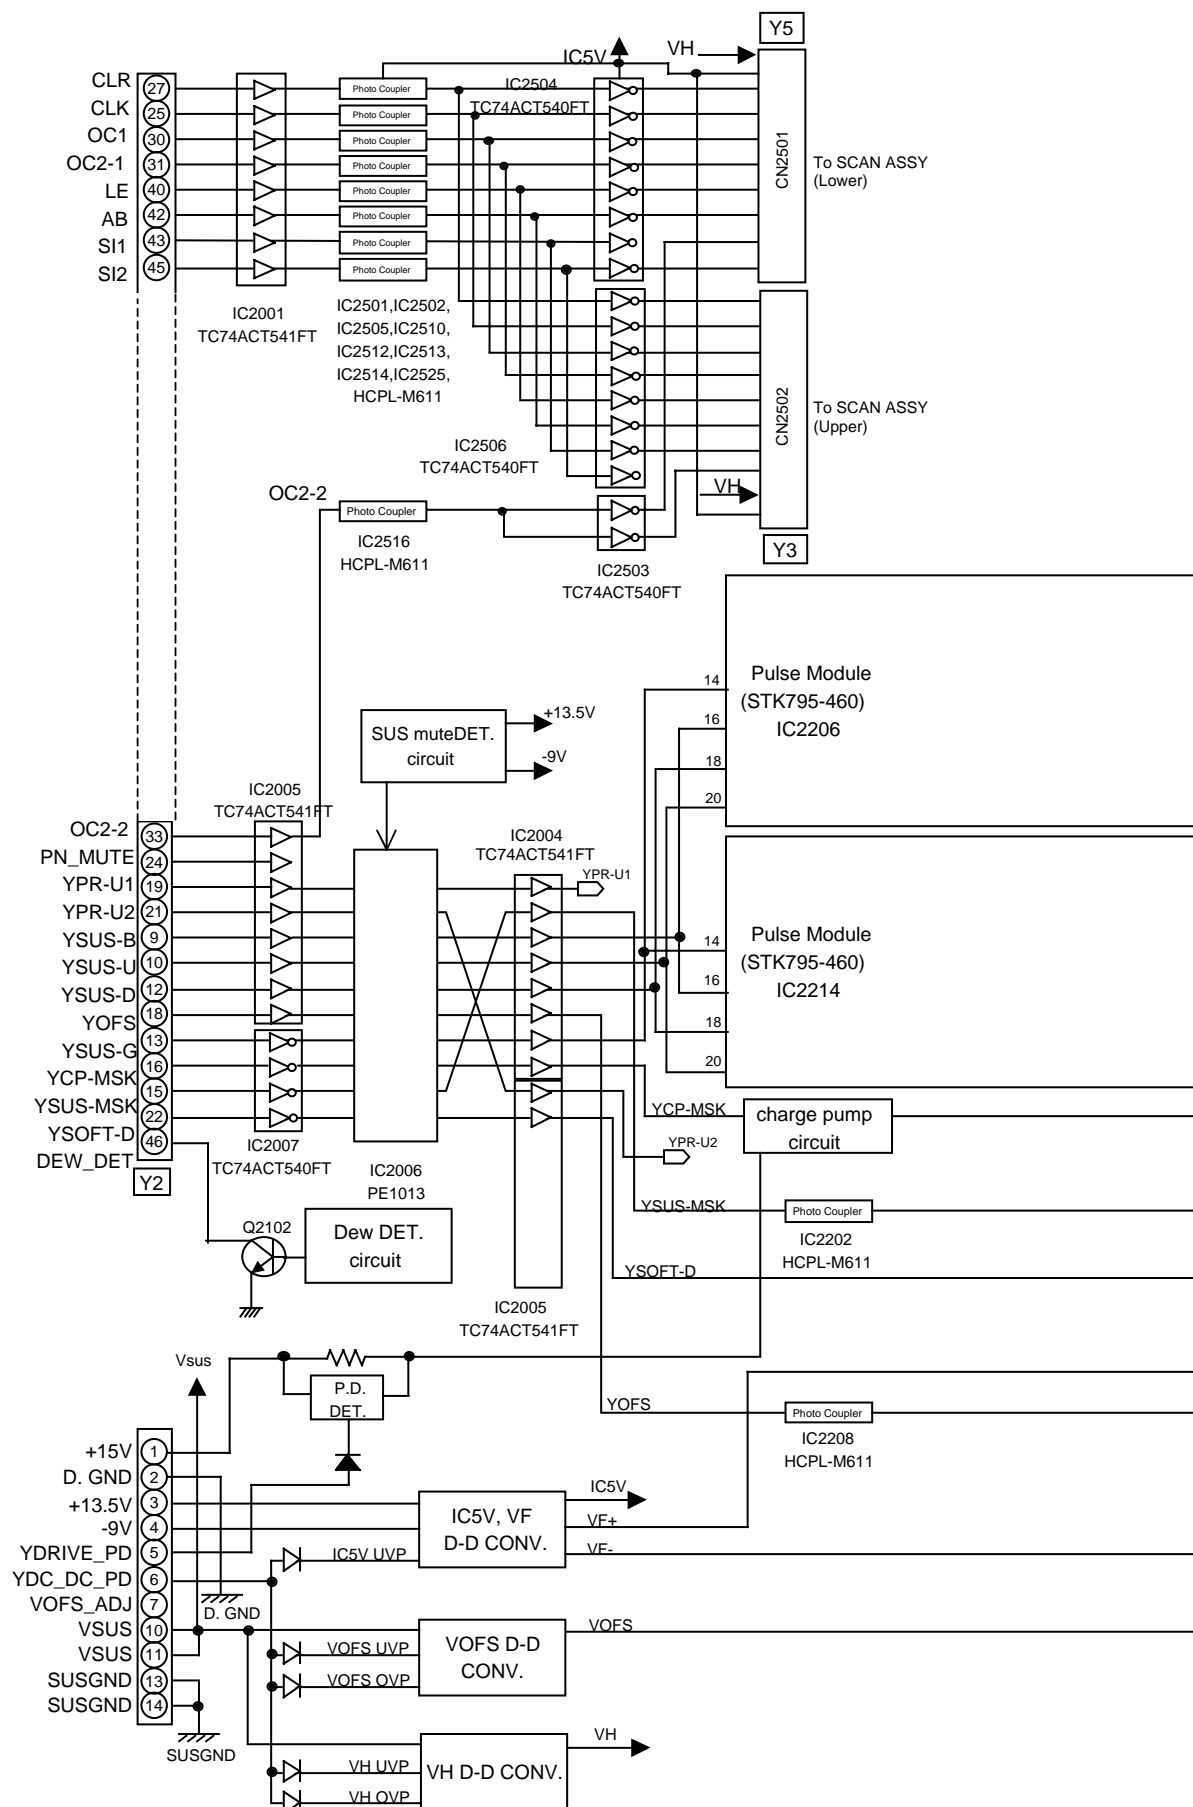 Y5
IC5V
VH
CLR
27
Photo Coupler
IC2504
TC74ACT540FT
CLK
25
Photo Coupler
OC1
30
Photo Coupler
OC2-1
31
Photo Coupler
LE
40
Photo Coupler
AB
42
Photo Coupler
SI1
43
Photo Coupler
SI2
45
Photo Coupler
CN2501
To SCAN ASSY
(Lower)
IC2001
TC74ACT541FT
IC2501,IC2502,
IC2505,IC2510,
IC2512,IC2513,
IC2514,IC2525,
HCPL-M611
CN2502
To SCAN ASSY
(Upper)
IC2506
TC74ACT540FT
VH
OC2-2
Photo Coupler
IC2516
HCPL-M611
IC2503
TC74ACT540FT
Y3
Pulse Module
(STK795-460)
IC2206
14
16
18
20
SUS muteDET.
circuit
+13.5V
-9V
IC2005
TC74ACT541FT
IC2004
TC74ACT541FT
YPR-U1
OC2-2
33
PN_MUTE
24
YPR-U1
19
YPR-U2
21
YSUS-B
9
YSUS-U
10
YSUS-D
12
YOFS
18
YSUS-G
13
YCP-MSK
16
YSUS-MSK
15
YSOFT-D
22
DEW_DET
46
Y2
Pulse Module
(STK795-460)
IC2214
14
16
18
20
IC2007
TC74ACT540FT
IC2006
PE1013
YCP-MSK
charge pump
circuit
YPR-U2
YSUS-MSK
Photo Coupler
IC2202
HCPL-M611
Q2102
Dew DET.
circuit
YSOFT-D
IC2005
TC74ACT541FT
Vsus
P.D.
DET.
YOFS
Photo Coupler
IC2208
HCPL-M611
+15V
1
D. GND
2
+13.5V
3
-9V
4
YDRIVE_PD
5
YDC_DC_PD
6
VOFS_ADJ
7
VSUS
10
VSUS
11
SUSGND
13
SUSGND
14
D. GND
SUSGND
IC5V, VF
D-D CONV.
IC5V
VF+
VF-
IC5V UVP
VOFS UVP
VOFS OVP
VOFS D-D
CONV.
VOFS
VH UVP
VH OVP
VH D-D CONV.
VH